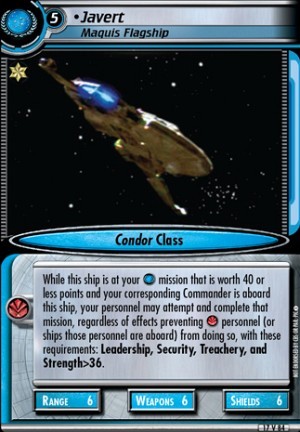 5
•Javert
Maquis Flagship
Condor Class
While this ship is at your mission that is worth 40 or
less points and your corresponding Commander is aboard
this ship, your personnel may attempt and complete that
mission, regardless of effects preventing personnel (or
ships those personnel are aboard) from doing so, with
these requirements: Leadership, Security, Treachery, and
Strength>36.
RANGE 6
WEAPONS 6
SHIELDS 6
17 V 84